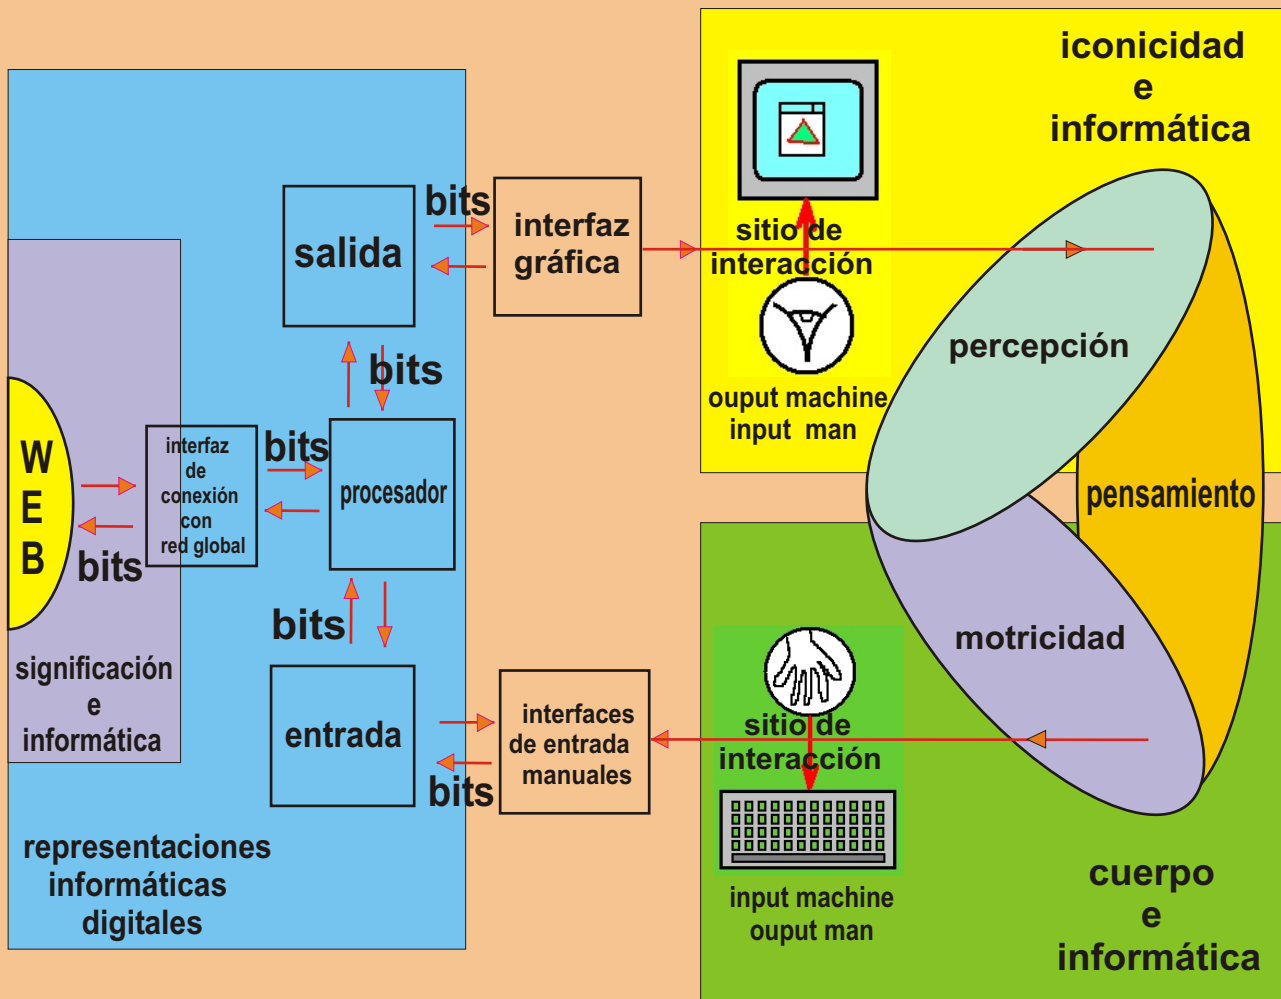 iconicidad
e
informática
bits
salida
interfaz
gráfica
sitio de
interacción
percepción
ouput machine
input man
bits
W
E
B
interfaz
de
conexión
con
red global
bits
procesador
bits
pensamiento
bits
significación
e
informática
entrada
interfaces
de entrada
manuales
bits
motricidad
sitio de
interacción
representaciones
informáticas
digitales
input machine
ouput man
cuerpo
e
informática